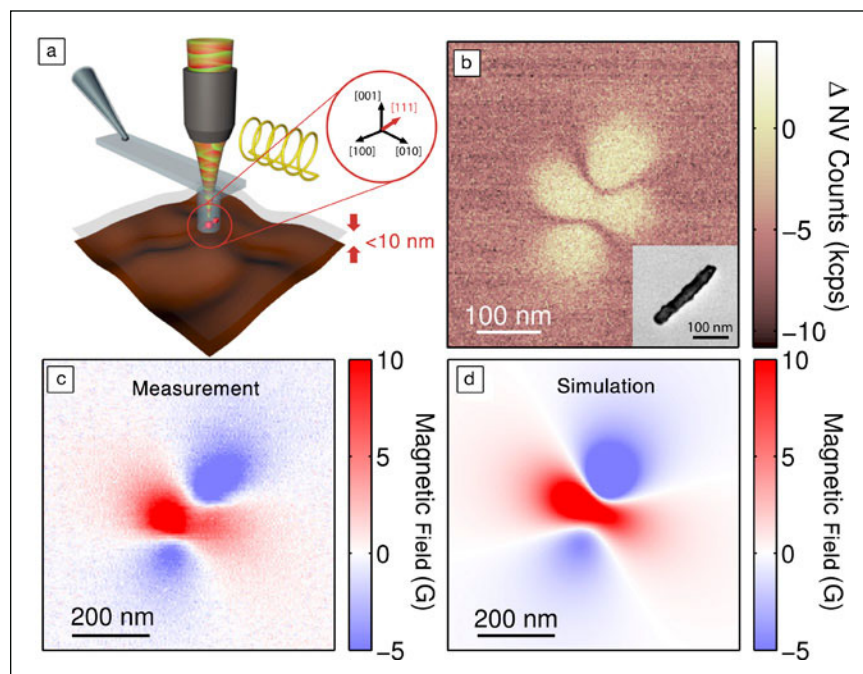 a
[001]
[111]
[100]
[010]
<10 nm
b
100 nm
100 nm
0
−5
−10
Δ NV Counts (kcps)
c
Measurement
200 nm
10
5
0
−5
Magnetic Field (G)
d
Simulation
200 nm
10
5
0
−5
Magnetic Field (G)